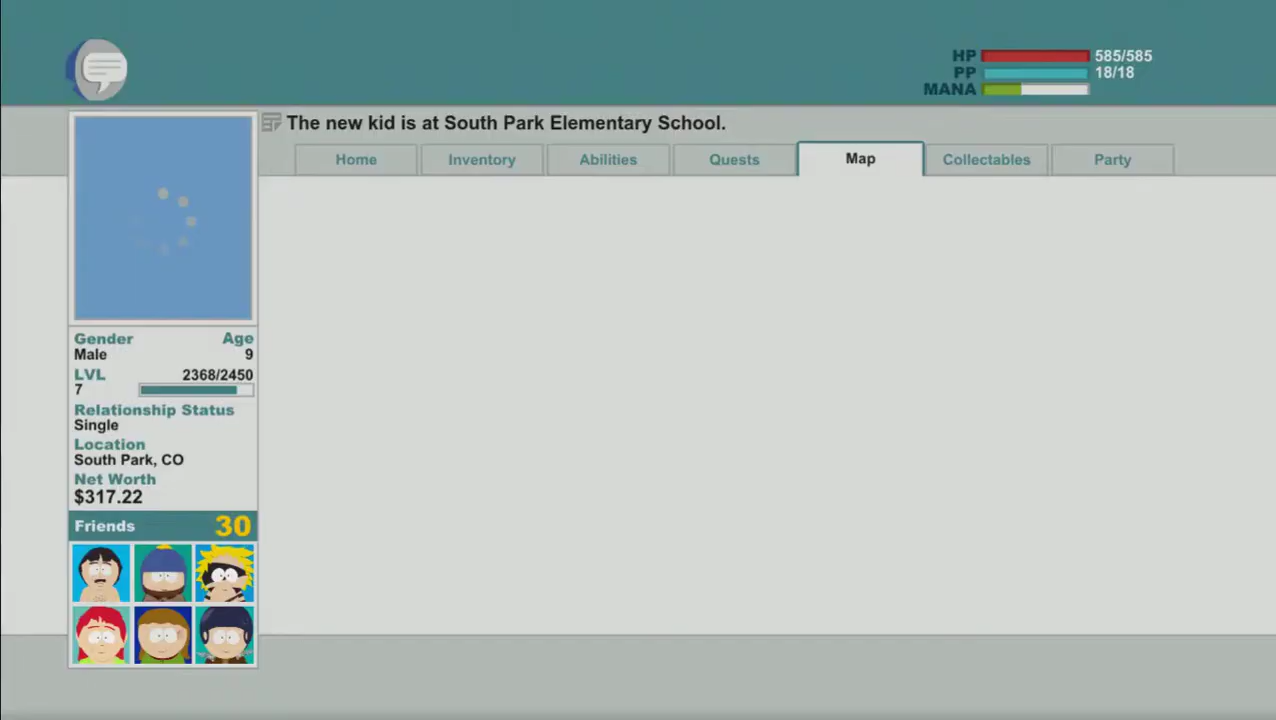 HP 585/585
PP 18/18
MANA
The new kid is at South Park Elementary School.
Home Inventory Abilities Quests Map Collectables Party
Gender Age
Male 9
LVL 2368/2450
7
Relationship Status
Single
Location
South Park, CO
Net Worth
$317.22
Friends 30